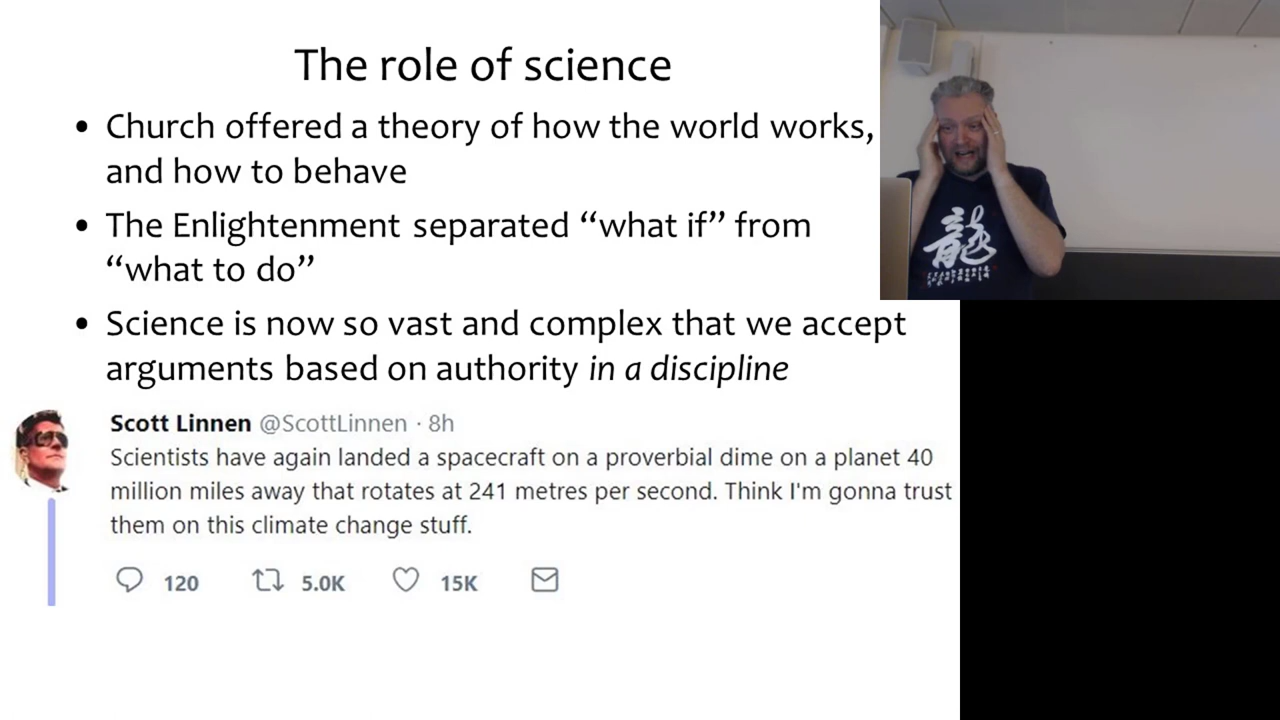 The role of science
• Church offered a theory of how the world works,
and how to behave
• The Enlightenment separated “what if” from
“what to do”
• Science is now so vast and complex that we accept
arguments based on authority in a discipline
Scott Linnen @ScottLinnen · 8h
Scientists have again landed a spacecraft on a proverbial dime on a planet 40
million miles away that rotates at 241 metres per second. Think I'm gonna trust
them on this climate change stuff.
120 5.0K 15K
龍